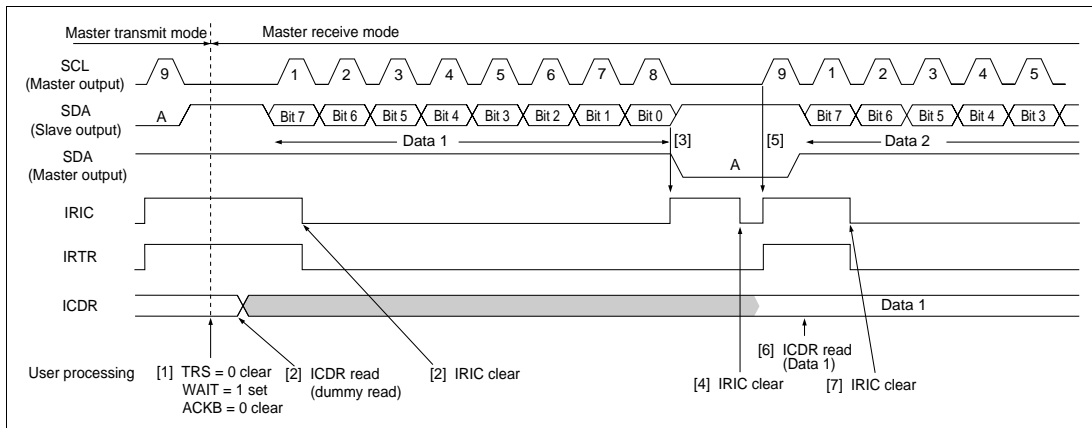 Master transmit mode Master receive mode
SCL
(Master output)
9 1 2 3 4 5 6 7 8 9 1 2 3 4 5
SDA
(Slave output)
A Bit 7 Bit 6 Bit 5 Bit 4 Bit 3 Bit 2 Bit 1 Bit 0 Bit 7 Bit 6 Bit 5 Bit 4 Bit 3
Data 1 [3] [5] Data 2
SDA
(Master output)
A
IRIC
IRTR
ICDR
Data 1
User processing
[1] TRS = 0 clear
WAIT = 1 set
ACKB = 0 clear
[2] ICDR read
(dummy read)
[2] IRIC clear
[4] IRIC clear
[6] ICDR read
(Data 1)
[7] IRIC clear